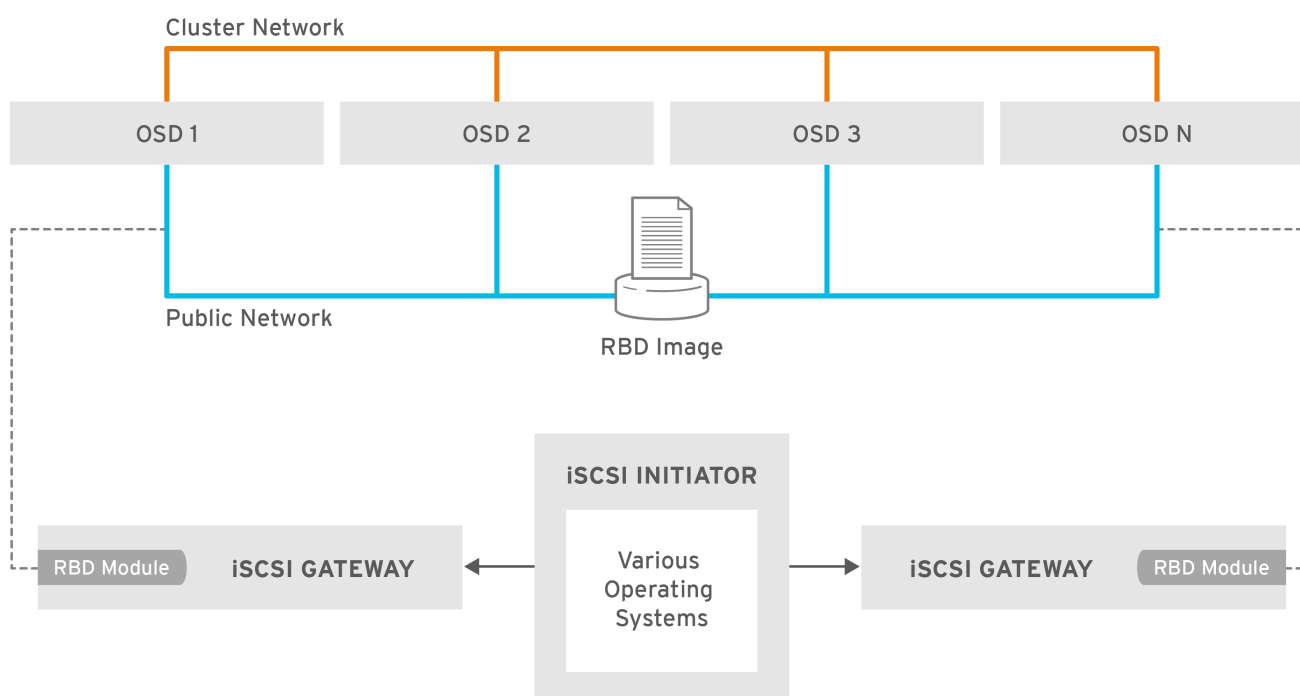 Cluster Network
OSD 1
OSD 2
OSD 3
OSD N
Public Network
RBD Image
iSCSI INITIATOR
RBD Module
iSCSI GATEWAY
Various
Operating
Systems
iSCSI GATEWAY
RBD Module